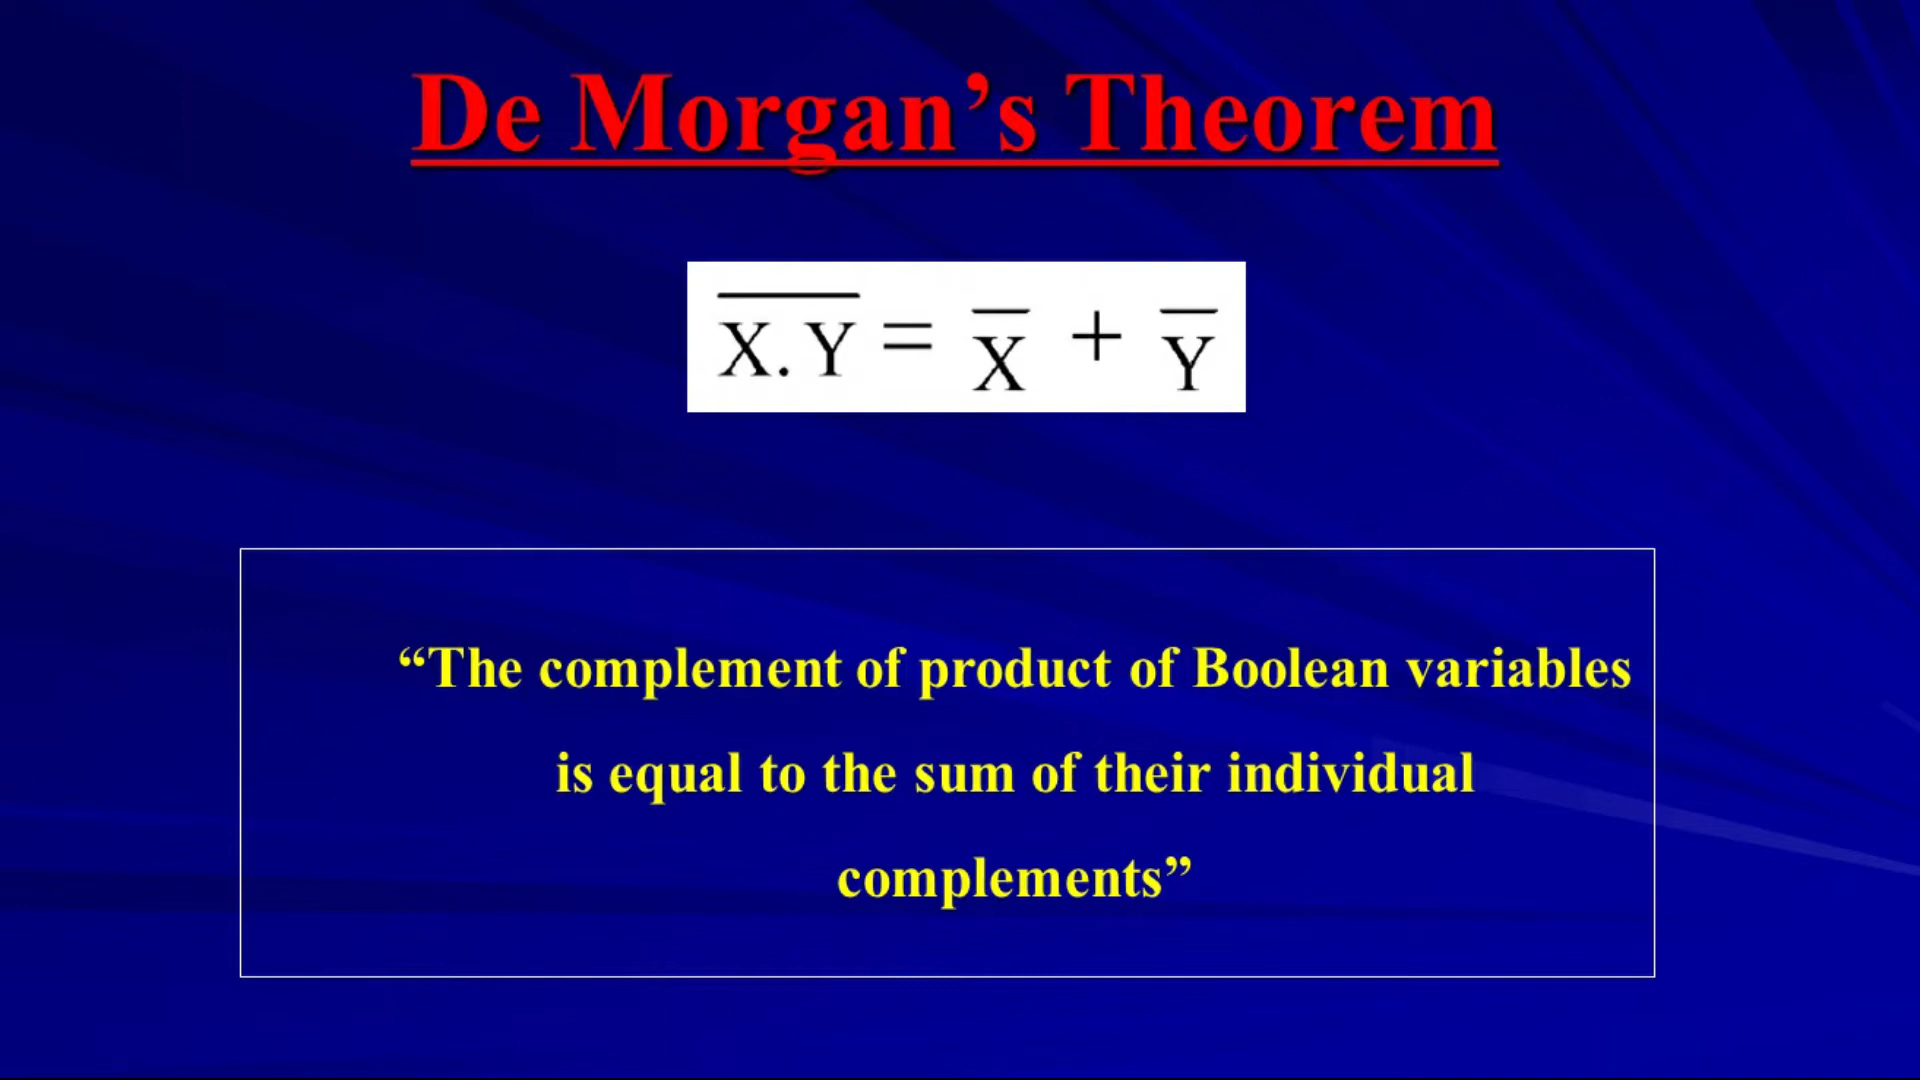 De Morgan’s Theorem
X̅.̅ ̅Y̅ = X̅ + Y̅
“The complement of product of Boolean variables
is equal to the sum of their individual
complements”